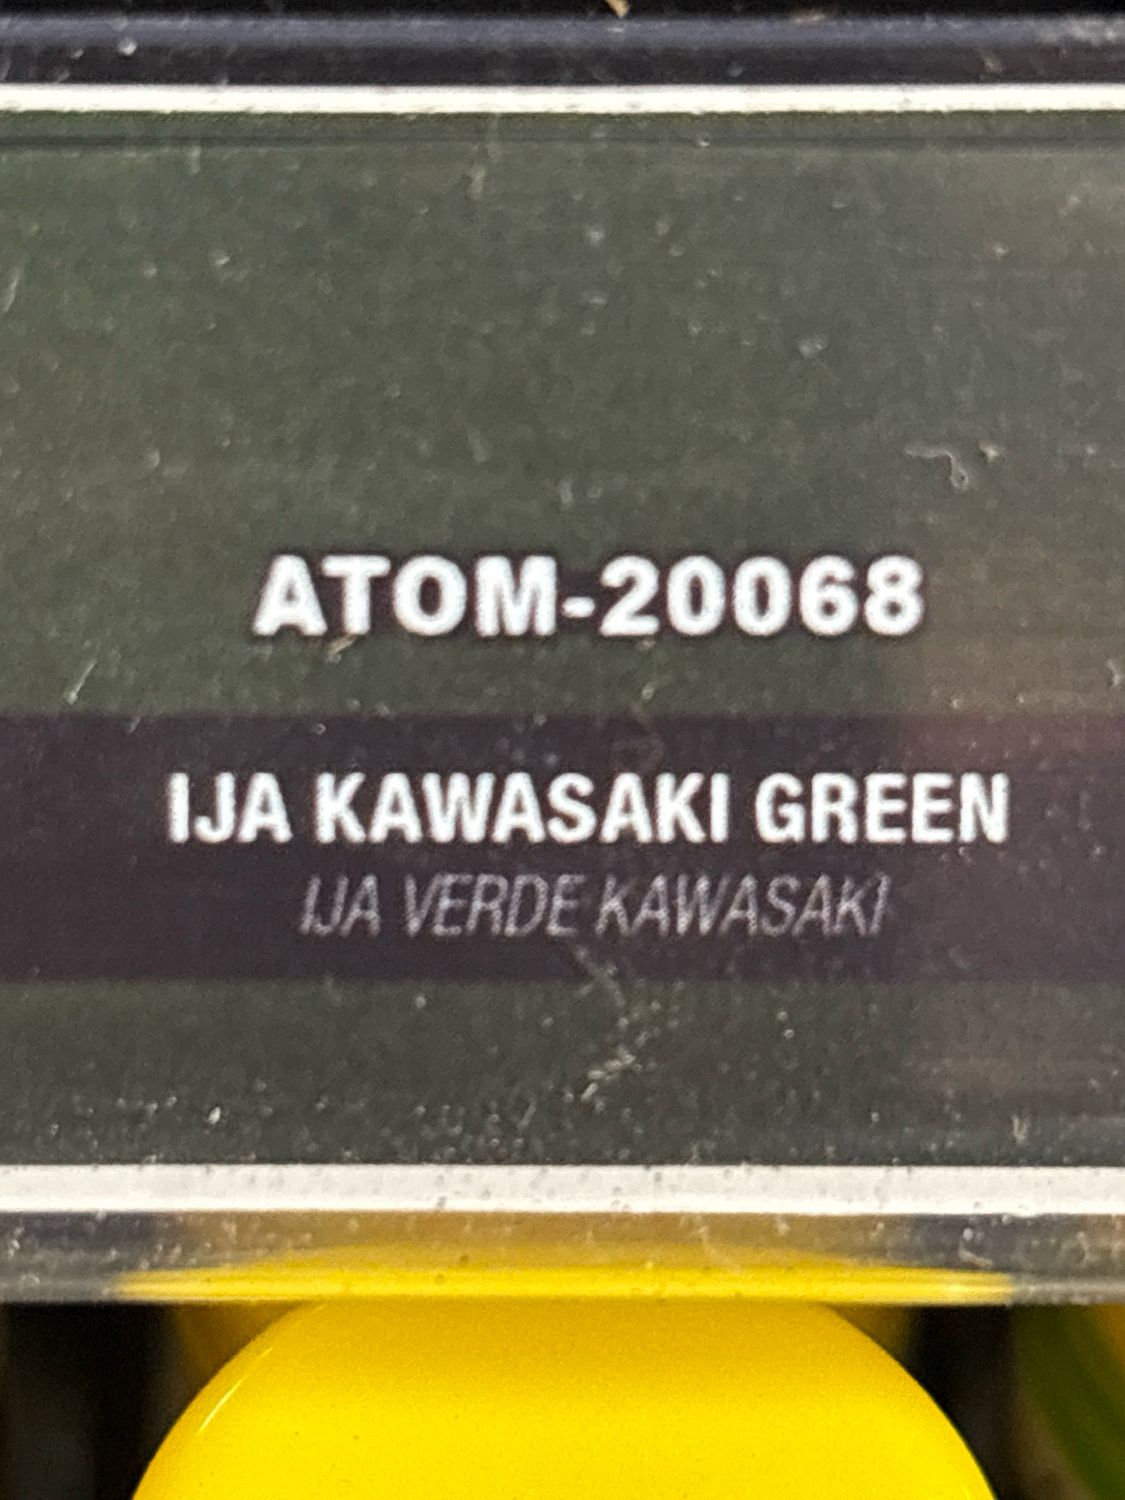 ATOM-20068
IJA KAWASAKI GREEN
IJA VERDE KAWASAKI